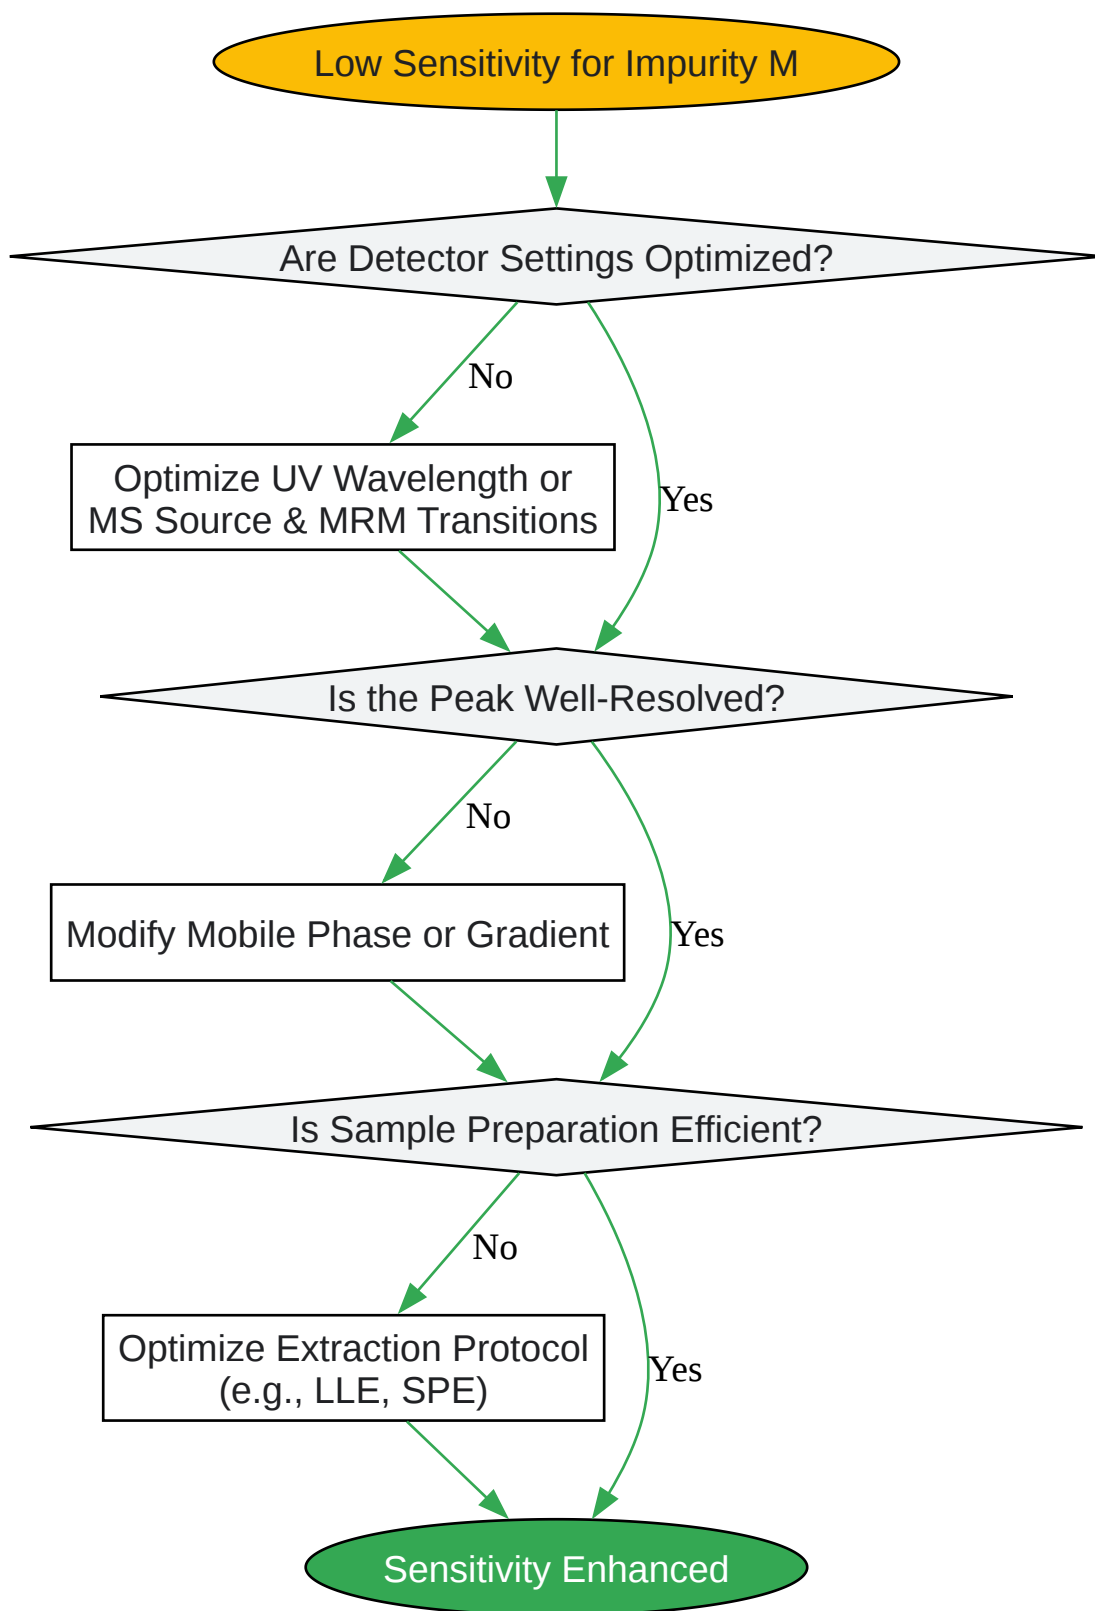 Low Sensitivity for Impurity M
Are Detector Settings Optimized?
No
Optimize UV Wavelength or
MS Source & MRM Transitions
Yes
Is the Peak Well-Resolved?
No
Modify Mobile Phase or Gradient
Yes
Is Sample Preparation Efficient?
No
Optimize Extraction Protocol
(e.g., LLE, SPE)
Yes
Sensitivity Enhanced